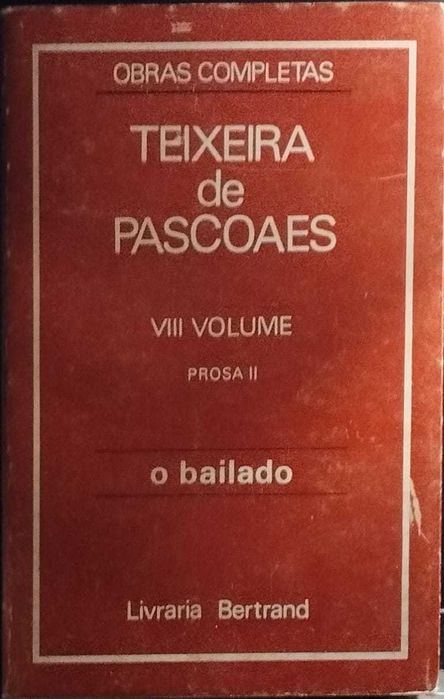 OBRAS COMPLETAS
TEIXEIRA
de
PASCOAES
VIII VOLUME
PROSA II
o bailado
Livraria Bertrand